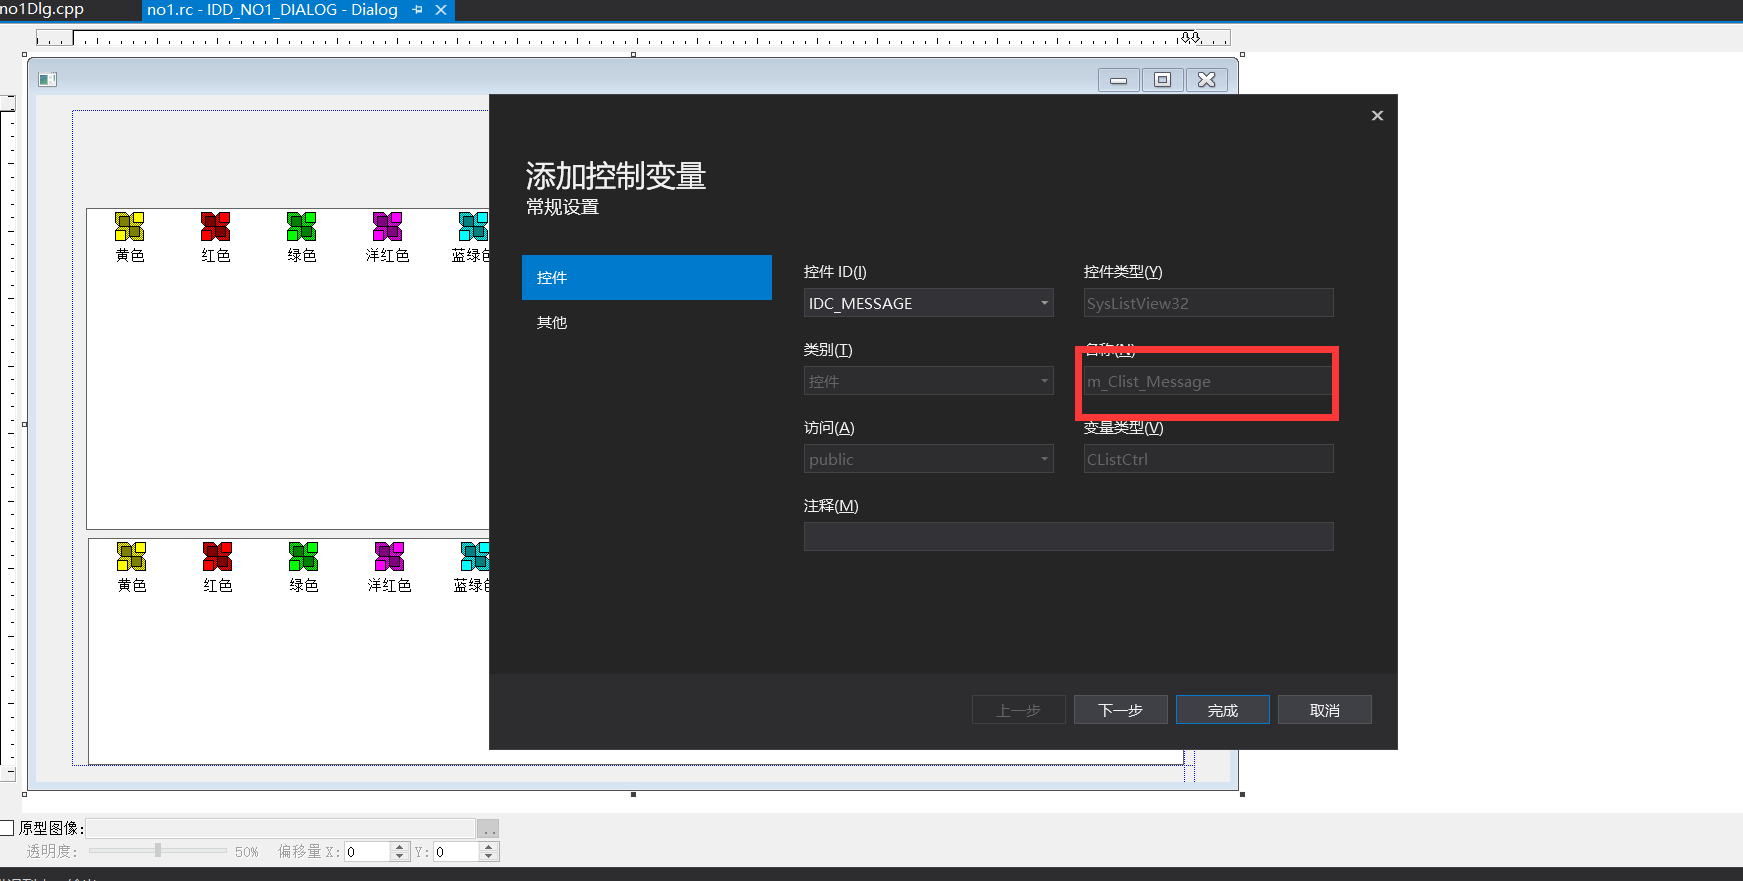 no1Dlg.cpp
no1.rc - IDD_NO1_DIALOG - Dialog
添加控制变量
常规设置
黄色
红色
绿色
洋红色
蓝绿色
控件
其他
控件 ID(I)
控件类型(Y)
IDC_MESSAGE
SysListView32
类别(T)
名称(N)
控件
m_Clist_Message
访问(A)
变量类型(V)
public
CListCtrl
注释(M)
黄色
红色
绿色
洋红色
蓝绿色
上一步
下一步
完成
取消
原型图像:
..
透明度:
50%
偏移量 X:
0
Y:
0